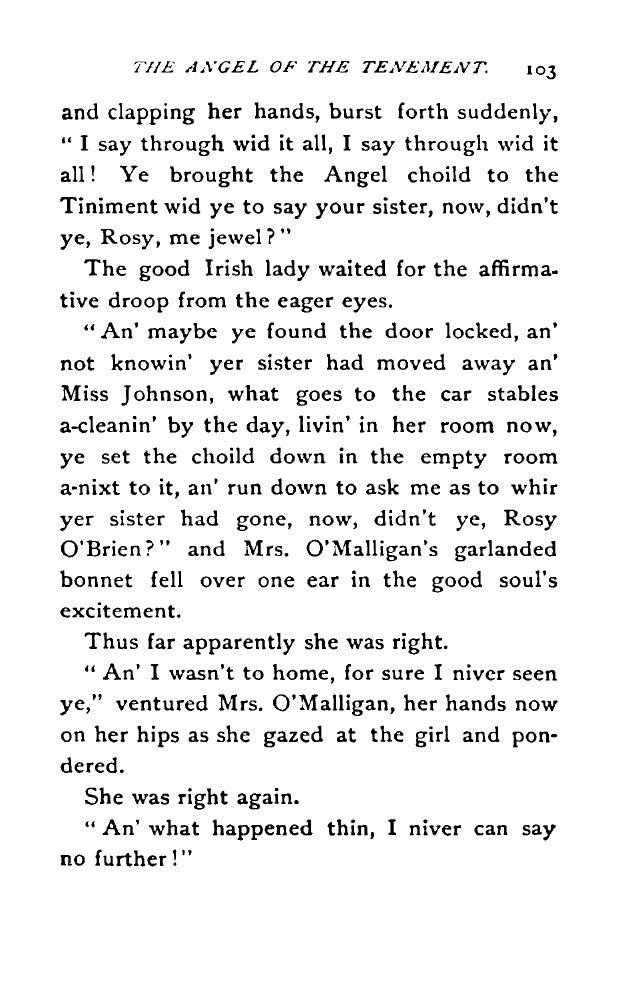 THE ANGEL OF THE TENEMENT. 103
and clapping her hands, burst forth suddenly,
“ I say through wid it all, I say through wid it
all! Ye brought the Angel choild to the
Tiniment wid ye to say your sister, now, didn't
ye, Rosy, me jewel?”
The good Irish lady waited for the affirma-
tive droop from the eager eyes.
“ An' maybe ye found the door locked, an'
not knowin' yer sister had moved away an'
Miss Johnson, what goes to the car stables
a-cleanin' by the day, livin' in her room now,
ye set the choild down in the empty room
a-nixt to it, an' run down to ask me as to whir
yer sister had gone, now, didn't ye, Rosy
O'Brien?” and Mrs. O'Malligan's garlanded
bonnet fell over one ear in the good soul's
excitement.
Thus far apparently she was right.
“ An' I wasn't to home, for sure I niver seen
ye,” ventured Mrs. O'Malligan, her hands now
on her hips as she gazed at the girl and pon-
dered.
She was right again.
“ An' what happened thin, I niver can say
no further!”